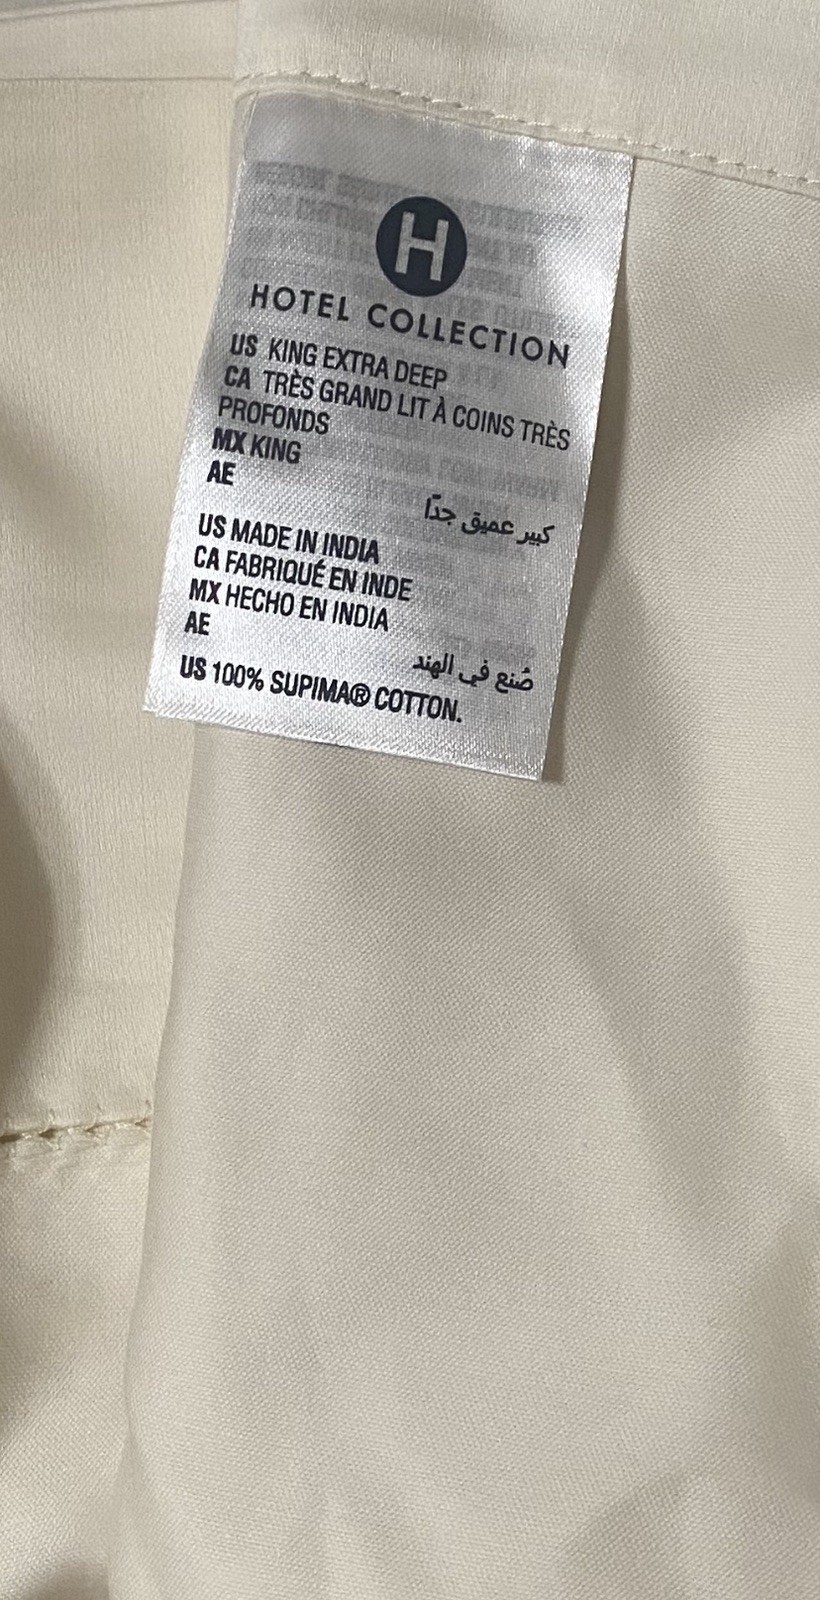 H
HOTEL COLLECTION
US KING EXTRA DEEP
CA TRÈS GRAND LIT À COINS TRÈS
PROFONDS
MX KING
AE
كبير عميق جدًا
US MADE IN INDIA
CA FABRIQUÉ EN INDE
MX HECHO EN INDIA
AE
صُنع في الهند
US 100% SUPIMA® COTTON.